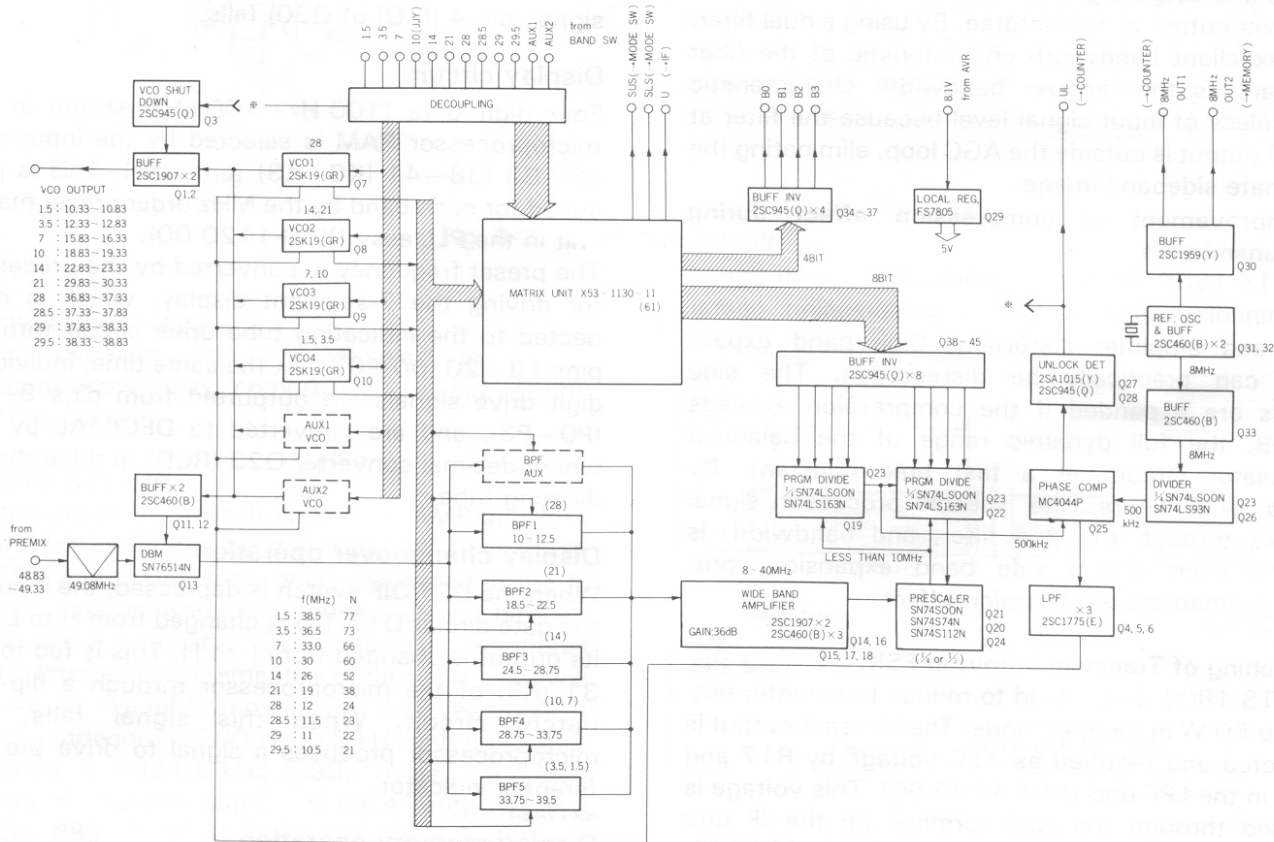 1.5
3.5
7
10(JJY)
14
21
28
28.5
29
29.5
AUX1
AUX2
from
BAND SW.
SUS(→MODE SW)
SLS(→MODE SW)
U (→IF)
B0
B1
B2
B3
8.1V
from AVR
UL
(→COUNTER)
(→COUNTER)
8MHz
OUT1
8MHz
OUT2
(→MEMORY)
VCO SHUT
DOWN
2SC945(Q)
Q3
※
DECOUPLING
BUFF
2SC1907×2
Q1,2
28
VCO1
2SK19(GR)
Q7
14, 21
VCO2
2SK19(GR)
Q8
7, 10
VCO3
2SK19(GR)
Q9
1.5, 3.5
VCO4
2SK19(GR)
Q10
VCO OUTPUT
1.5 : 10.33~10.83
3.5 : 12.33~12.83
7 : 15.83~16.33
10 : 18.83~19.33
14 : 22.83~23.33
21 : 29.83~30.33
28 : 36.83~37.33
28.5 : 37.33~37.83
29 : 37.83~38.33
29.5 : 38.33~38.83
MATRIX UNIT X53-1130-11
(61)
BUFF INV
2SC945(Q)×4
Q34~37
4BIT
8BIT
LOCAL REG,
FS7805
Q29
5V
BUFF
2SC1959(Y)
Q30
REF. OSC
& BUFF
2SC460(B)×2
Q31, 32
8MHz
BUFF
2SC460(B)
Q33
8MHz
※
UNLOCK DET
2SA1015(Y)
2SC945(Q)
Q27
Q28
Q38~45
BUFF INV
2SC945(Q)×8
AUX1
VCO
AUX2
VCO
BUFF×2
2SC460(B)
Q11, 12
from
PREMIX
48.83
49.33
49.08MHz
DBM
SN76514N
Q13
BPF
AUX
(28)
BPF1
10~12.5
(21)
BPF2
18.5~22.5
(14)
BPF3
24.5~28.75
(10, 7)
BPF4
28.75~33.75
(3.5, 1.5)
BPF5
33.75~39.5
f(MHz) N
1.5 : 38.5 77
3.5 : 36.5 73
7 : 33.0 66
10 : 30 60
14 : 26 52
21 : 19 38
28 : 12 24
28.5 : 11.5 23
29 : 11 22
29.5 : 10.5 21
PRGM DIVIDE
¼SN74LSOON
SN74LS163N
Q23
Q19
PRGM DIVIDE
¼SN74LSOON
SN74LS163N
Q23
Q22
PHASE COMP
MC4044P
Q25
500
kHz
DIVIDER
½SN74LSOON
SN74LS93N
Q23
Q26
500kHz
LESS THAN 10MHz
8~40MHz
WIDE BAND
AMPLIFIER
2SC1907×2
2SC460(B)×3
GAIN:36dB
Q14, 16
Q15, 17, 18
PRESCALER
SN74SOON
SN74S74N
SN74S112N
Q21
Q20
Q24
LPF
×3
2SC1775(E)
Q4, 5, 6